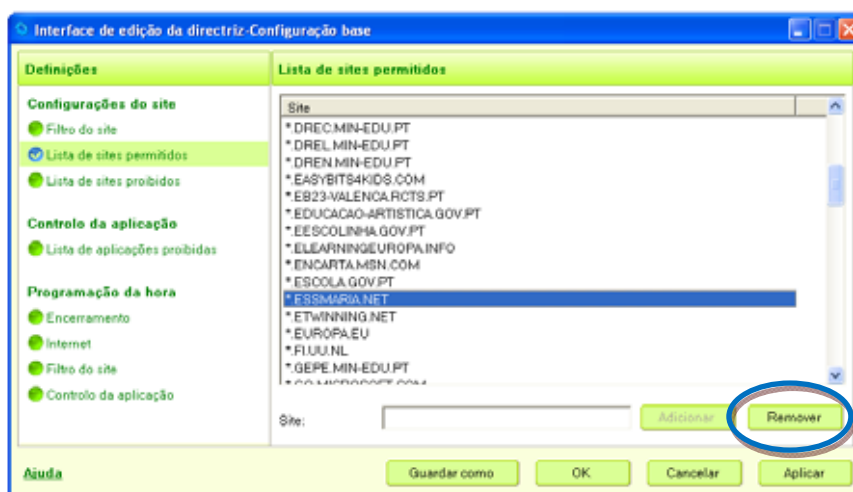 Interface de edição da directriz-Configuração base
Definições
Configurações do site
Filtro do site
Lista de sites permitidos
Lista de sites proibidos
Controlo da aplicação
Lista de aplicações proibidas
Programação da hora
Encerramento
Internet
Filtro do site
Controlo da aplicação
Ajuda
Lista de sites permitidos
Site
*.DREC.MIN-EDU.PT
*.DREL.MIN-EDU.PT
*.DREN.MIN-EDU.PT
*.EASYBITS4KIDS.COM
*.EB23-VALENCA.RCTS.PT
*.EDUCACAO-ARTISTICA.GOV.PT
*.EESCOLINHA.GOV.PT
*.ELEARNINGEUROPA.INFO
*.ENCARTA.MSN.COM
*.ESCOLA.GOV.PT
*.ESSMARIA.NET
*.ETWINNING.NET
*.EUROPA.EU
*.FI.UU.NL
*.GEPE.MIN-EDU.PT
*.GO.MICROSOFT.COM
Site:
Adicionar
Remover
Guardar como
OK
Cancelar
Aplicar